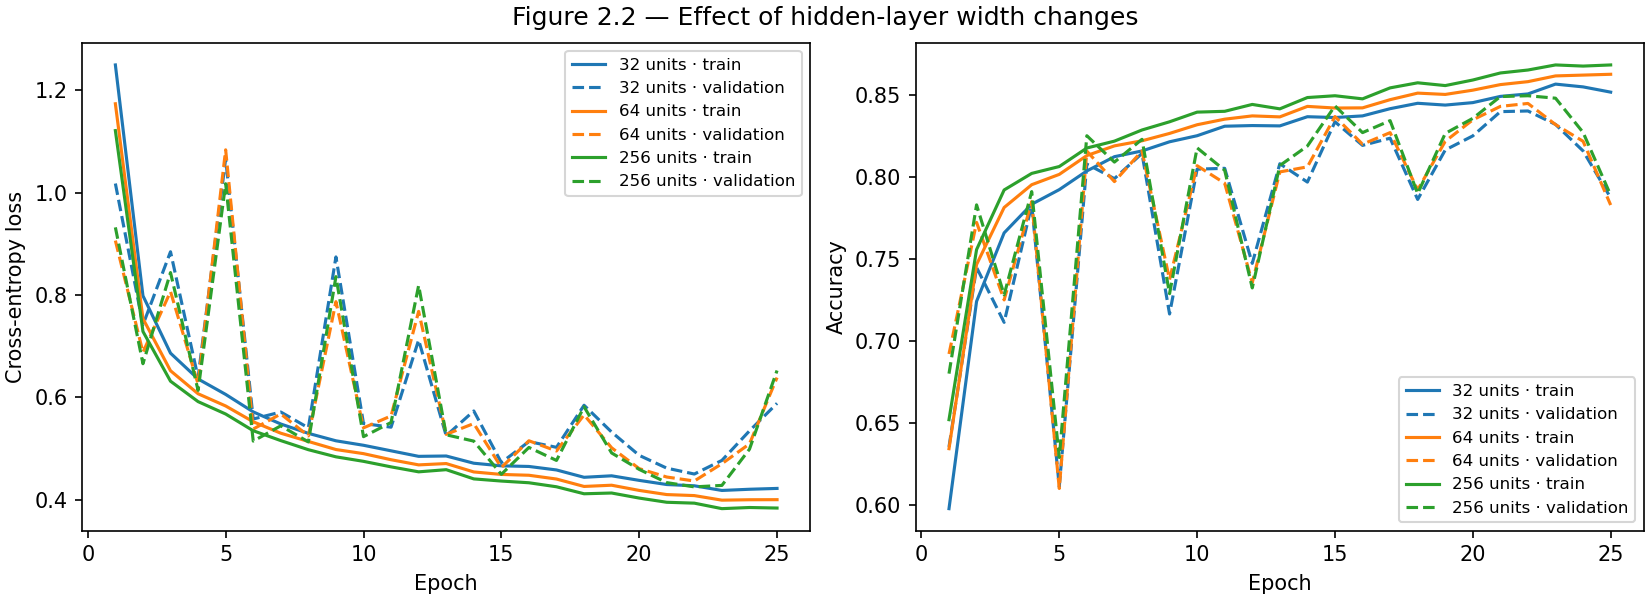 Figure 2.2 — Effect of hidden-layer width changes
Cross-entropy loss
1.2
1.0
0.8
0.6
0.4
0
5
10
15
20
25
Epoch
32 units · train
32 units · validation
64 units · train
64 units · validation
256 units · train
256 units · validation
Accuracy
0.85
0.80
0.75
0.70
0.65
0.60
0
5
10
15
20
25
Epoch
32 units · train
32 units · validation
64 units · train
64 units · validation
256 units · train
256 units · validation